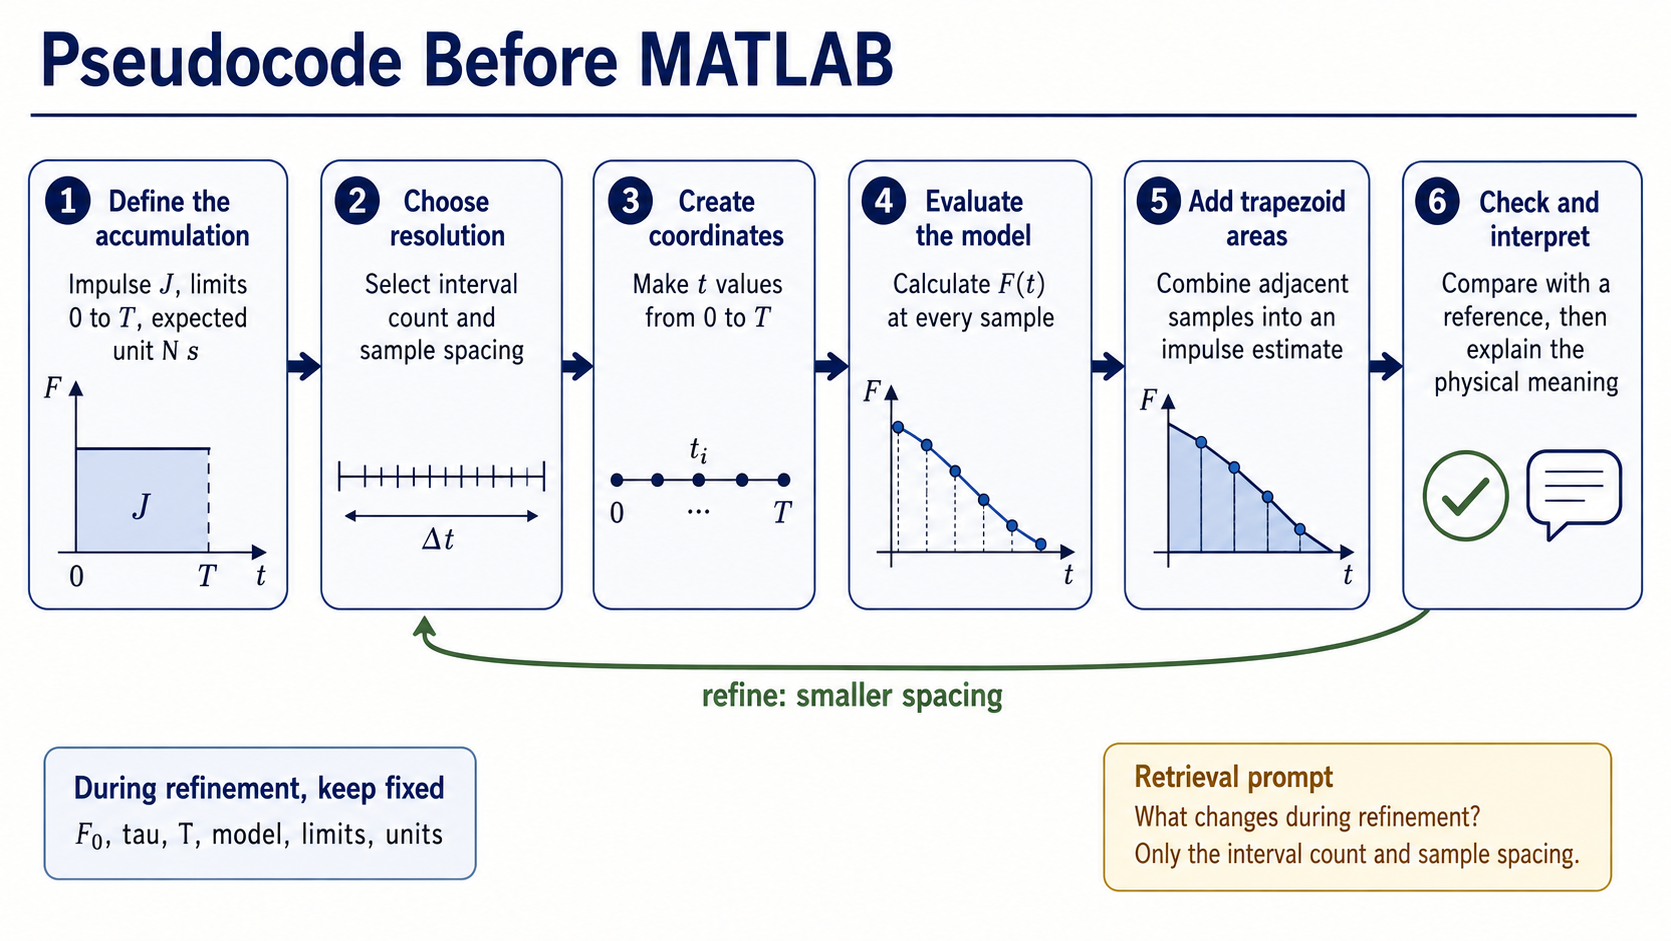 Pseudocode Before MATLAB
1 Define the
accumulation
Impulse J, limits
0 to T, expected
unit N s
F
J
0 T t
2 Choose
resolution
Select interval
count and
sample spacing
Δt
3 Create
coordinates
Make t values
from 0 to T
tᵢ
0 ... T
4 Evaluate
the model
Calculate F(t)
at every sample
F
t
5 Add trapezoid
areas
Combine adjacent
samples into an
impulse estimate
F
t
6 Check and
interpret
Compare with a
reference, then
explain the
physical meaning
refine: smaller spacing
During refinement, keep fixed
F₀, tau, T, model, limits, units
Retrieval prompt
What changes during refinement?
Only the interval count and sample spacing.